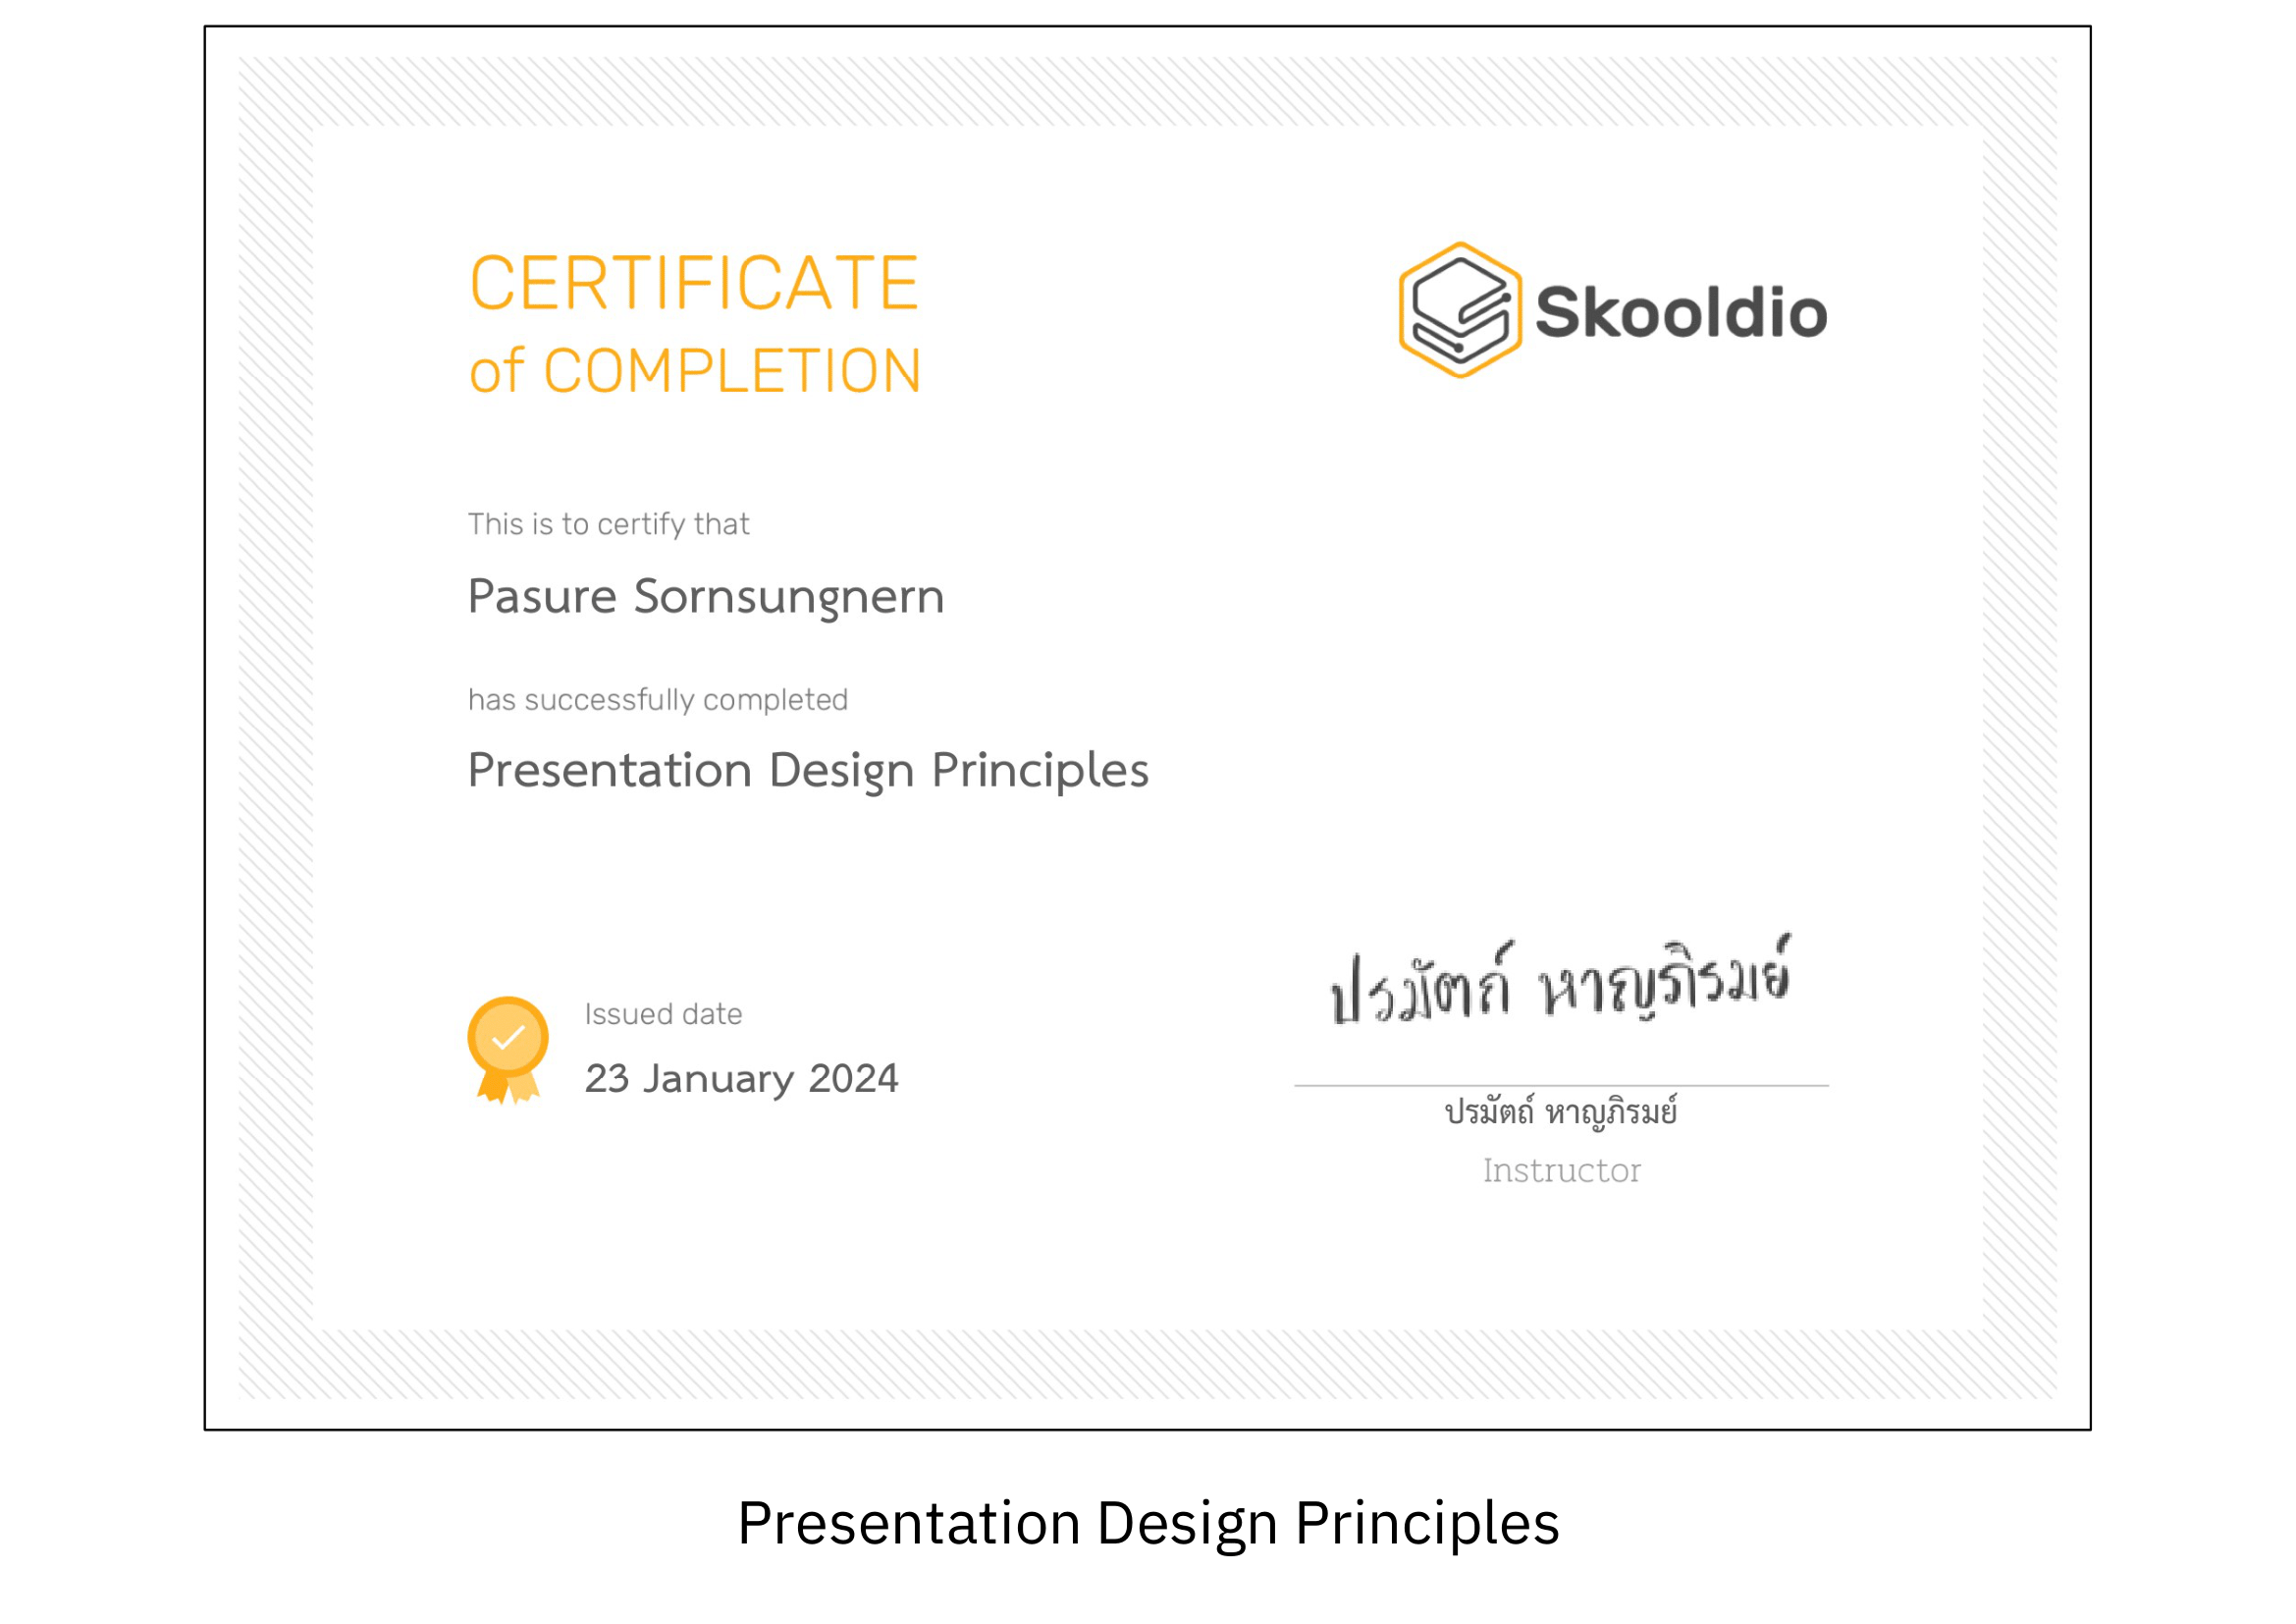 CERTIFICATE
of COMPLETION
Skooldio
This is to certify that
Pasure Sornsungnern
has successfully completed
Presentation Design Principles
Issued date
23 January 2024
ปรมัตถ์ หาญภิรมย์
ปรมัตถ์ หาญภิรมย์
Instructor
Presentation Design Principles